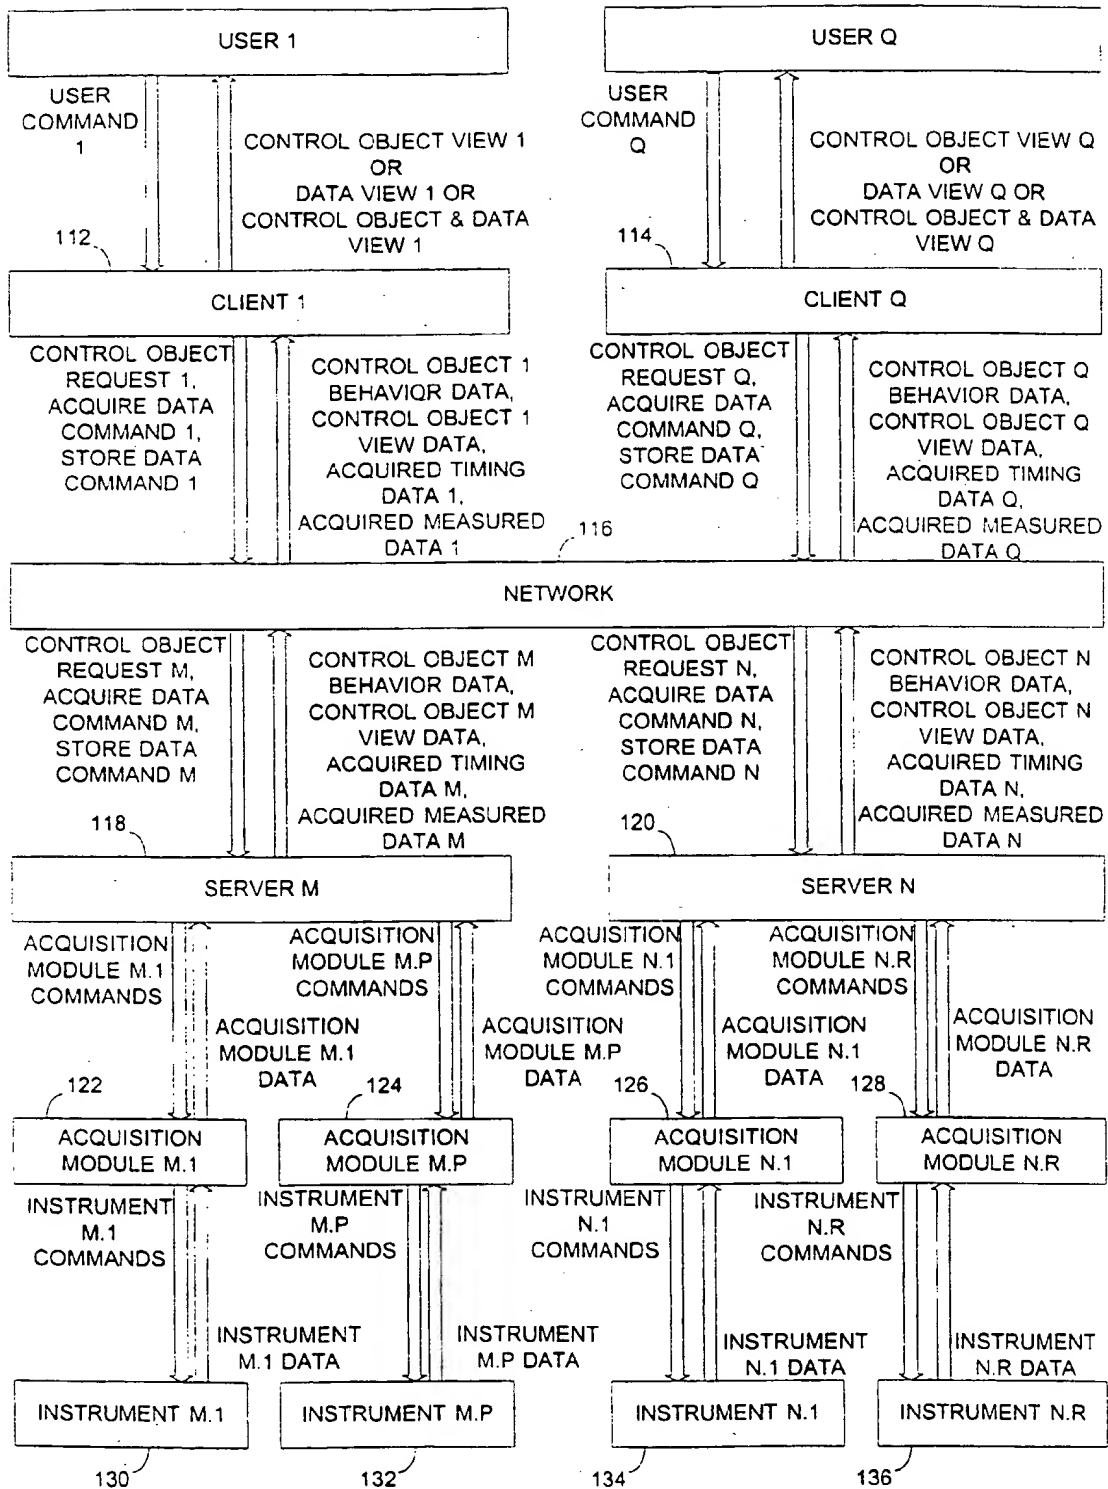 USER 1
USER Q
USER
COMMAND
1
CONTROL OBJECT VIEW 1
OR
DATA VIEW 1 OR
CONTROL OBJECT & DATA
VIEW 1
USER
COMMAND
Q
CONTROL OBJECT VIEW Q
OR
DATA VIEW Q OR
CONTROL OBJECT & DATA
VIEW Q
112
114
CLIENT 1
CLIENT Q
CONTROL OBJECT
REQUEST 1,
ACQUIRE DATA
COMMAND 1,
STORE DATA
COMMAND 1
CONTROL OBJECT 1
BEHAVIOR DATA,
CONTROL OBJECT 1
VIEW DATA,
ACQUIRED TIMING
DATA 1,
ACQUIRED MEASURED
DATA 1
CONTROL OBJECT
REQUEST Q,
ACQUIRE DATA
COMMAND Q,
STORE DATA
COMMAND Q
CONTROL OBJECT Q
BEHAVIOR DATA,
CONTROL OBJECT Q
VIEW DATA,
ACQUIRED TIMING
DATA Q,
ACQUIRED MEASURED
DATA Q
116
NETWORK
CONTROL OBJECT
REQUEST M,
ACQUIRE DATA
COMMAND M,
STORE DATA
COMMAND M
CONTROL OBJECT M
BEHAVIOR DATA,
CONTROL OBJECT M
VIEW DATA,
ACQUIRED TIMING
DATA M,
ACQUIRED MEASURED
DATA M
CONTROL OBJECT
REQUEST N,
ACQUIRE DATA
COMMAND N,
STORE DATA
COMMAND N
CONTROL OBJECT N
BEHAVIOR DATA,
CONTROL OBJECT N
VIEW DATA,
ACQUIRED TIMING
DATA N,
ACQUIRED MEASURED
DATA N
118
120
SERVER M
SERVER N
ACQUISITION
MODULE M.1
COMMANDS
ACQUISITION
MODULE M.P
COMMANDS
ACQUISITION
MODULE N.1
COMMANDS
ACQUISITION
MODULE N.R
COMMANDS
ACQUISITION
MODULE M.1
DATA
ACQUISITION
MODULE M.P
DATA
ACQUISITION
MODULE N.1
DATA
ACQUISITION
MODULE N.R
DATA
122
124
126
128
ACQUISITION
MODULE M.1
ACQUISITION
MODULE M.P
ACQUISITION
MODULE N.1
ACQUISITION
MODULE N.R
INSTRUMENT
M.1
COMMANDS
INSTRUMENT
M.P
COMMANDS
INSTRUMENT
N.1
COMMANDS
INSTRUMENT
N.R
COMMANDS
INSTRUMENT
M.1 DATA
INSTRUMENT
M.P DATA
INSTRUMENT
N.1 DATA
INSTRUMENT
N.R DATA
INSTRUMENT M.1
INSTRUMENT M.P
INSTRUMENT N.1
INSTRUMENT N.R
130
132
134
136